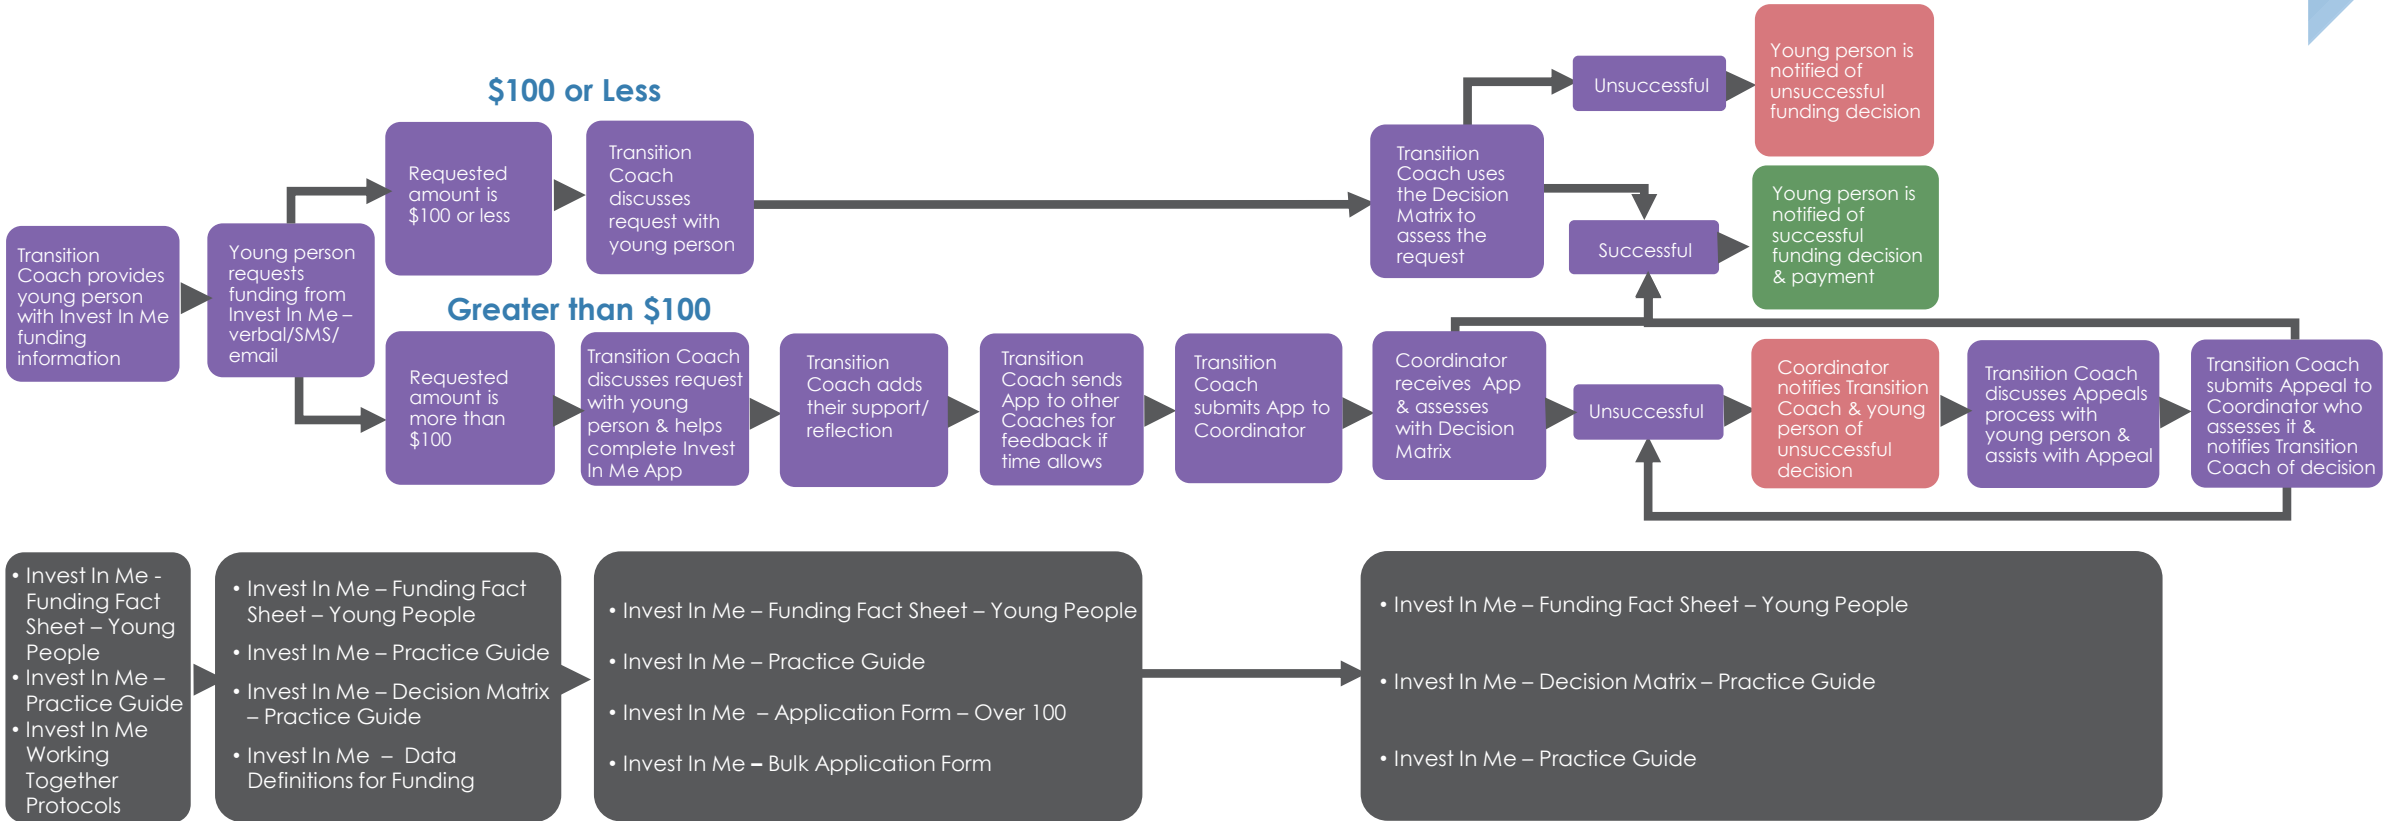 $100 or Less
Greater than $100
Transition
Coach provides
young person
with Invest In Me
funding
information
Young person
requests
funding from
Invest In Me –
verbal/SMS/
email
Requested
amount is
$100 or less
Transition
Coach
discusses
request with
young person
Transition
Coach uses
the Decision
Matrix to
assess the
request
Unsuccessful
Young person is
notified of
unsuccessful
funding decision
Successful
Young person is
notified of
successful
funding decision
& payment
Requested
amount is
more than
$100
Transition Coach
discusses request
with young
person & helps
complete Invest
In Me App
Transition
Coach adds
their support/
reflection
Transition
Coach sends
App to other
Coaches for
feedback if
time allows
Transition
Coach
submits App to
Coordinator
Coordinator
receives App
& assesses
with Decision
Matrix
Unsuccessful
Coordinator
notifies Transition
Coach & young
person of
unsuccessful
decision
Transition Coach
discusses Appeals
process with
young person &
assists with Appeal
Transition Coach
submits Appeal to
Coordinator who
assesses it &
notifies Transition
Coach of decision
• Invest In Me -
Funding Fact
Sheet – Young
People
• Invest In Me –
Practice Guide
• Invest In Me
Working
Together
Protocols
• Invest In Me – Funding Fact
Sheet – Young People
• Invest In Me – Practice Guide
• Invest In Me – Decision Matrix
– Practice Guide
• Invest In Me – Data
Definitions for Funding
• Invest In Me – Funding Fact Sheet – Young People
• Invest In Me – Practice Guide
• Invest In Me – Application Form – Over 100
• Invest In Me – Bulk Application Form
• Invest In Me – Funding Fact Sheet – Young People
• Invest In Me – Decision Matrix – Practice Guide
• Invest In Me – Practice Guide